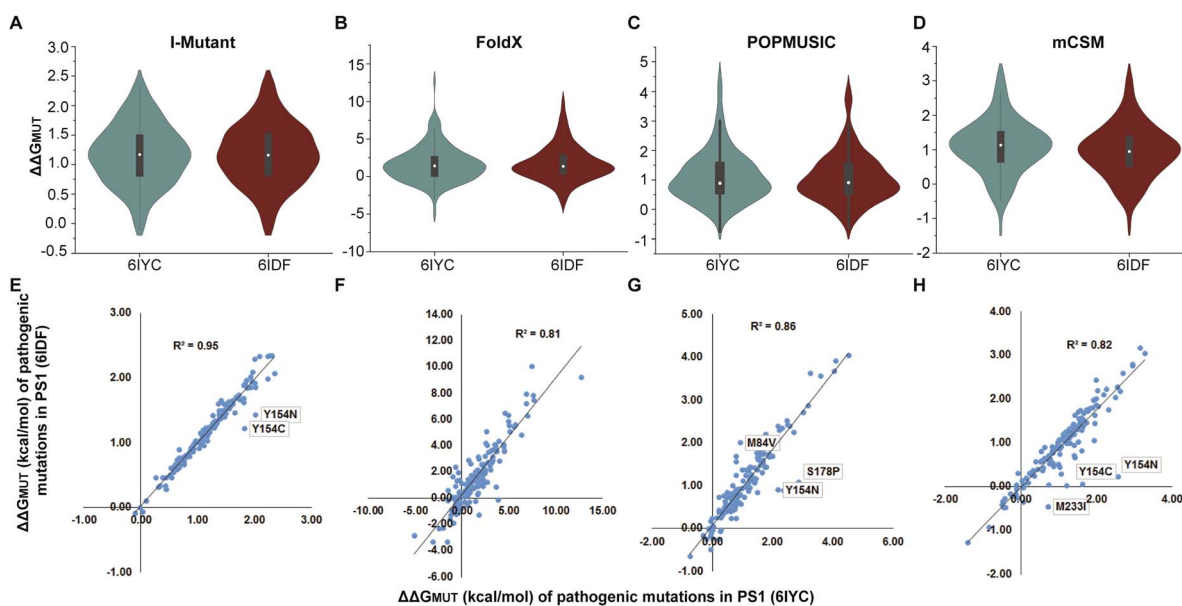 A
I-Mutant
3.0
2.5
2.0
1.5
1.0
0.5
0.0
-0.5
ΔΔGMUT
6IYC
6IDF
B
FoldX
15
10
5
0
-5
-10
6IYC
6IDF
C
POPMUSIC
5
4
3
2
1
0
-1
6IYC
6IDF
D
mCSM
4
3
2
1
0
-1
-2
6IYC
6IDF
E
ΔΔGMUT (kcal/mol) of pathogenic
mutations in PS1 (6IDF)
3.00
2.00
1.00
0.00
-1.00
-1.00
0.00
1.00
2.00
3.00
R² = 0.95
Y154N
Y154C
F
14.00
12.00
10.00
8.00
6.00
4.00
2.00
0.00
-2.00
-4.00
-6.00
-10.00
-5.00
0.00
5.00
10.00
15.00
R² = 0.81
G
5.00
4.00
3.00
2.00
1.00
0.00
-1.00
-2.00
0.00
2.00
4.00
6.00
R² = 0.86
M84V
S178P
Y154N
H
4.00
3.00
2.00
1.00
0.00
-1.00
-2.00
-2.00
0.00
2.00
4.00
R² = 0.82
Y154C
Y154N
M233I
ΔΔGMUT (kcal/mol) of pathogenic mutations in PS1 (6IYC)